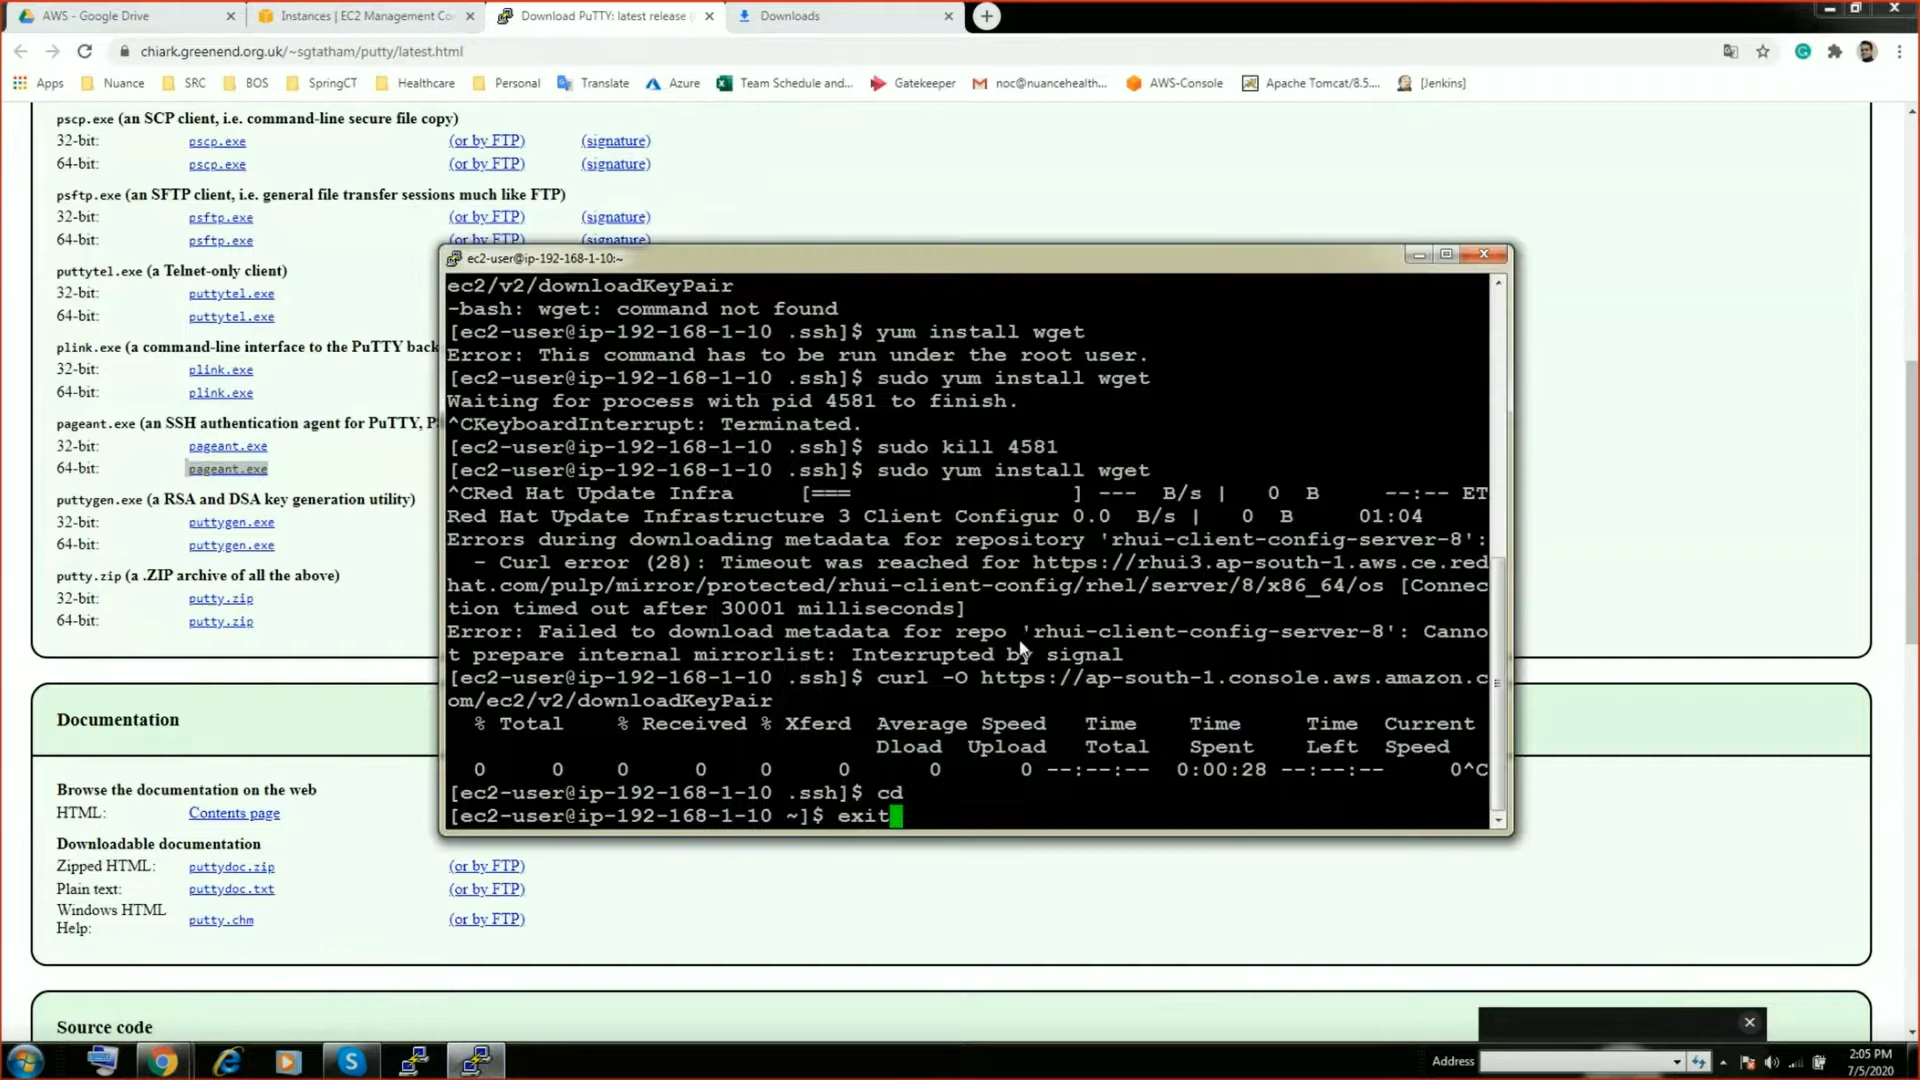 AWS - Google Drive
Instances | EC2 Management Co
Download PuTTY: latest release
Downloads
chiark.greenend.org.uk/~sgtatham/putty/latest.html
Apps
Nuance
SRC
BOS
SpringCT
Healthcare
Personal
Translate
Azure
Team Schedule and...
Gatekeeper
noc@nuancehealth...
AWS-Console
Apache Tomcat/8.5....
[Jenkins]
pscp.exe (an SCP client, i.e. command-line secure file copy)
32-bit: pscp.exe (or by FTP) (signature)
64-bit: pscp.exe (or by FTP) (signature)
psftp.exe (an SFTP client, i.e. general file transfer sessions much like FTP)
32-bit: psftp.exe (or by FTP) (signature)
64-bit: psftp.exe (or by FTP) (signature)
puttytel.exe (a Telnet-only client)
32-bit: puttytel.exe
64-bit: puttytel.exe
plink.exe (a command-line interface to the PuTTY back
32-bit: plink.exe
64-bit: plink.exe
pageant.exe (an SSH authentication agent for PuTTY, P
32-bit: pageant.exe
64-bit: pageant.exe
puttygen.exe (a RSA and DSA key generation utility)
32-bit: puttygen.exe
64-bit: puttygen.exe
putty.zip (a .ZIP archive of all the above)
32-bit: putty.zip
64-bit: putty.zip
ec2-user@ip-192-168-1-10:~
ec2/v2/downloadKeyPair
-bash: wget: command not found
[ec2-user@ip-192-168-1-10 .ssh]$ yum install wget
Error: This command has to be run under the root user.
[ec2-user@ip-192-168-1-10 .ssh]$ sudo yum install wget
Waiting for process with pid 4581 to finish.
^CKeyboardInterrupt: Terminated.
[ec2-user@ip-192-168-1-10 .ssh]$ sudo kill 4581
[ec2-user@ip-192-168-1-10 .ssh]$ sudo yum install wget
^CRed Hat Update Infra [=== ] --- B/s | 0 B --:-- ET
Red Hat Update Infrastructure 3 Client Configur 0.0 B/s | 0 B 01:04
Errors during downloading metadata for repository 'rhui-client-config-server-8':
- Curl error (28): Timeout was reached for https://rhui3.ap-south-1.aws.ce.red
hat.com/pulp/mirror/protected/rhui-client-config/rhel/server/8/x86_64/os [Connec
tion timed out after 30001 milliseconds]
Error: Failed to download metadata for repo 'rhui-client-config-server-8': Canno
t prepare internal mirrorlist: Interrupted by signal
[ec2-user@ip-192-168-1-10 .ssh]$ curl -O https://ap-south-1.console.aws.amazon.c
om/ec2/v2/downloadKeyPair
% Total % Received % Xferd Average Speed Time Time Time Current
Dload Upload Total Spent Left Speed
0 0 0 0 0 0 0 0 --:--:-- 0:00:28 --:--:-- 0^C
[ec2-user@ip-192-168-1-10 .ssh]$ cd
[ec2-user@ip-192-168-1-10 ~]$ exit
Documentation
Browse the documentation on the web
HTML: Contents page
Downloadable documentation
Zipped HTML: puttydoc.zip (or by FTP)
Plain text: puttydoc.txt (or by FTP)
Windows HTML
Help: putty.chm (or by FTP)
Source code
Address
2:05 PM
7/5/2020